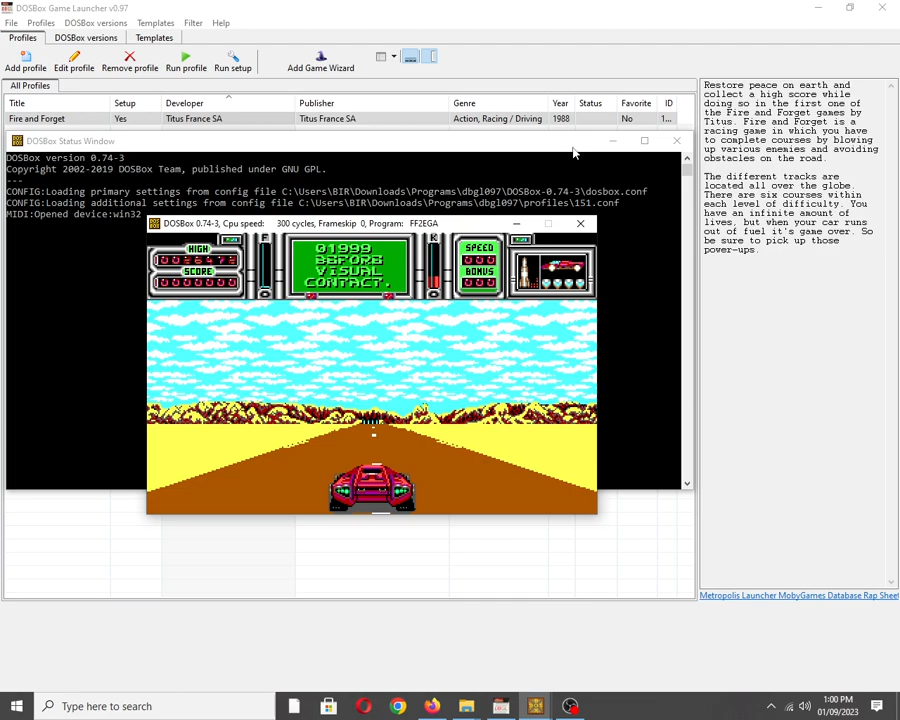 DOSBox Game Launcher v0.97
File Profiles DOSBox versions Templates Filter Help
Profiles DOSBox versions Templates
Add profile Edit profile Remove profile Run profile Run setup Add Game Wizard
All Profiles
Title Setup Developer Publisher Genre Year Status Favorite ID
Fire and Forget Yes Titus France SA Titus France SA Action, Racing / Driving 1988 No 1...
DOSBox Status Window
DOSBox version 0.74-3
Copyright 2002-2019 DOSBox Team, published under GNU GPL.
---
CONFIG:Loading primary settings from config file C:\Users\BIR\Downloads\Programs\dbgl097\DOSBox-0.74-3\dosbox.conf
CONFIG:Loading additional settings from config file C:\Users\BIR\Downloads\Programs\dbgl097\profiles\151.conf
MIDI:Opened device:win32
DOSBox 0.74-3, Cpu speed: 300 cycles, Frameskip 0, Program: FF2EGA
HIGH
SCORE
0000000
01999
BEFORE
VISUAL
CONTACT.
F
K
SPEED
000
BONUS
000
Restore peace on earth and
collect a high score while
doing so in the first one of
the Fire and Forget games by
Titus. Fire and Forget is a
racing game in which you have
to complete courses by blowing
up various enemies and avoiding
obstacles on the road.
The different tracks are
located all over the globe.
There are six courses within
each level of difficulty. You
have an infinite amount of
lives, but when your car runs
out of fuel it's game over. So
be sure to pick up those
power-ups.
Metropolis Launcher MobyGames Database Rap Sheet
Type here to search
1:00 PM
01/09/2023